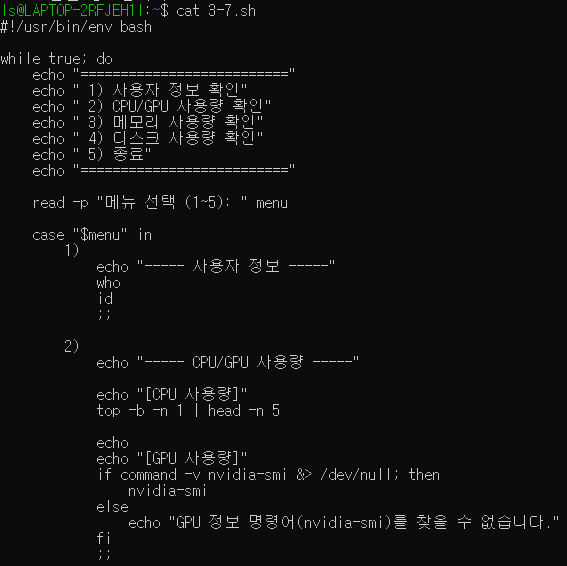 ls@LAPTOP-2RFJEH1I:~$ cat 3-7.sh
#!/usr/bin/env bash

while true; do
    echo "=========================="
    echo " 1) 사용자 정보 확인"
    echo " 2) CPU/GPU 사용량 확인"
    echo " 3) 메모리 사용량 확인"
    echo " 4) 디스크 사용량 확인"
    echo " 5) 종료"
    echo "=========================="

    read -p "메뉴 선택 (1~5): " menu

    case "$menu" in
        1)
            echo "----- 사용자 정보 -----"
            who
            id
            ;;

        2)
            echo "----- CPU/GPU 사용량 -----"

            echo "[CPU 사용량]"
            top -b -n 1 | head -n 5

            echo
            echo "[GPU 사용량]"
            if command -v nvidia-smi &> /dev/null; then
                nvidia-smi
            else
                echo "GPU 정보 명령어(nvidia-smi)를 찾을 수 없습니다."
            fi
            ;;